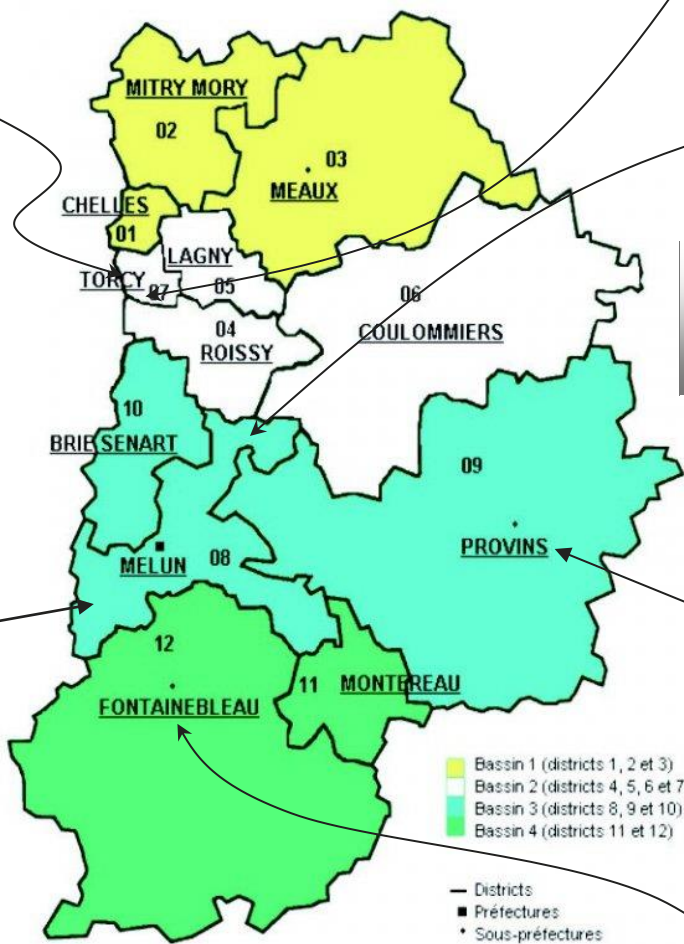 MITRY MORY
02
03
MEAUX
CHELLES
01
LAGNY
TORCY
07
05
06
04
ROISSY
COULOMMIERS
10
BRIE SENART
09
PROVINS
MELUN
08
12
11
MONTEREAU
FONTAINEBLEAU
Bassin 1 (districts 1, 2 et 3)
Bassin 2 (districts 4, 5, 6 et 7
Bassin 3 (districts 8, 9 et 10)
Bassin 4 (districts 11 et 12)
Districts
Préfectures
Sous-préfectures